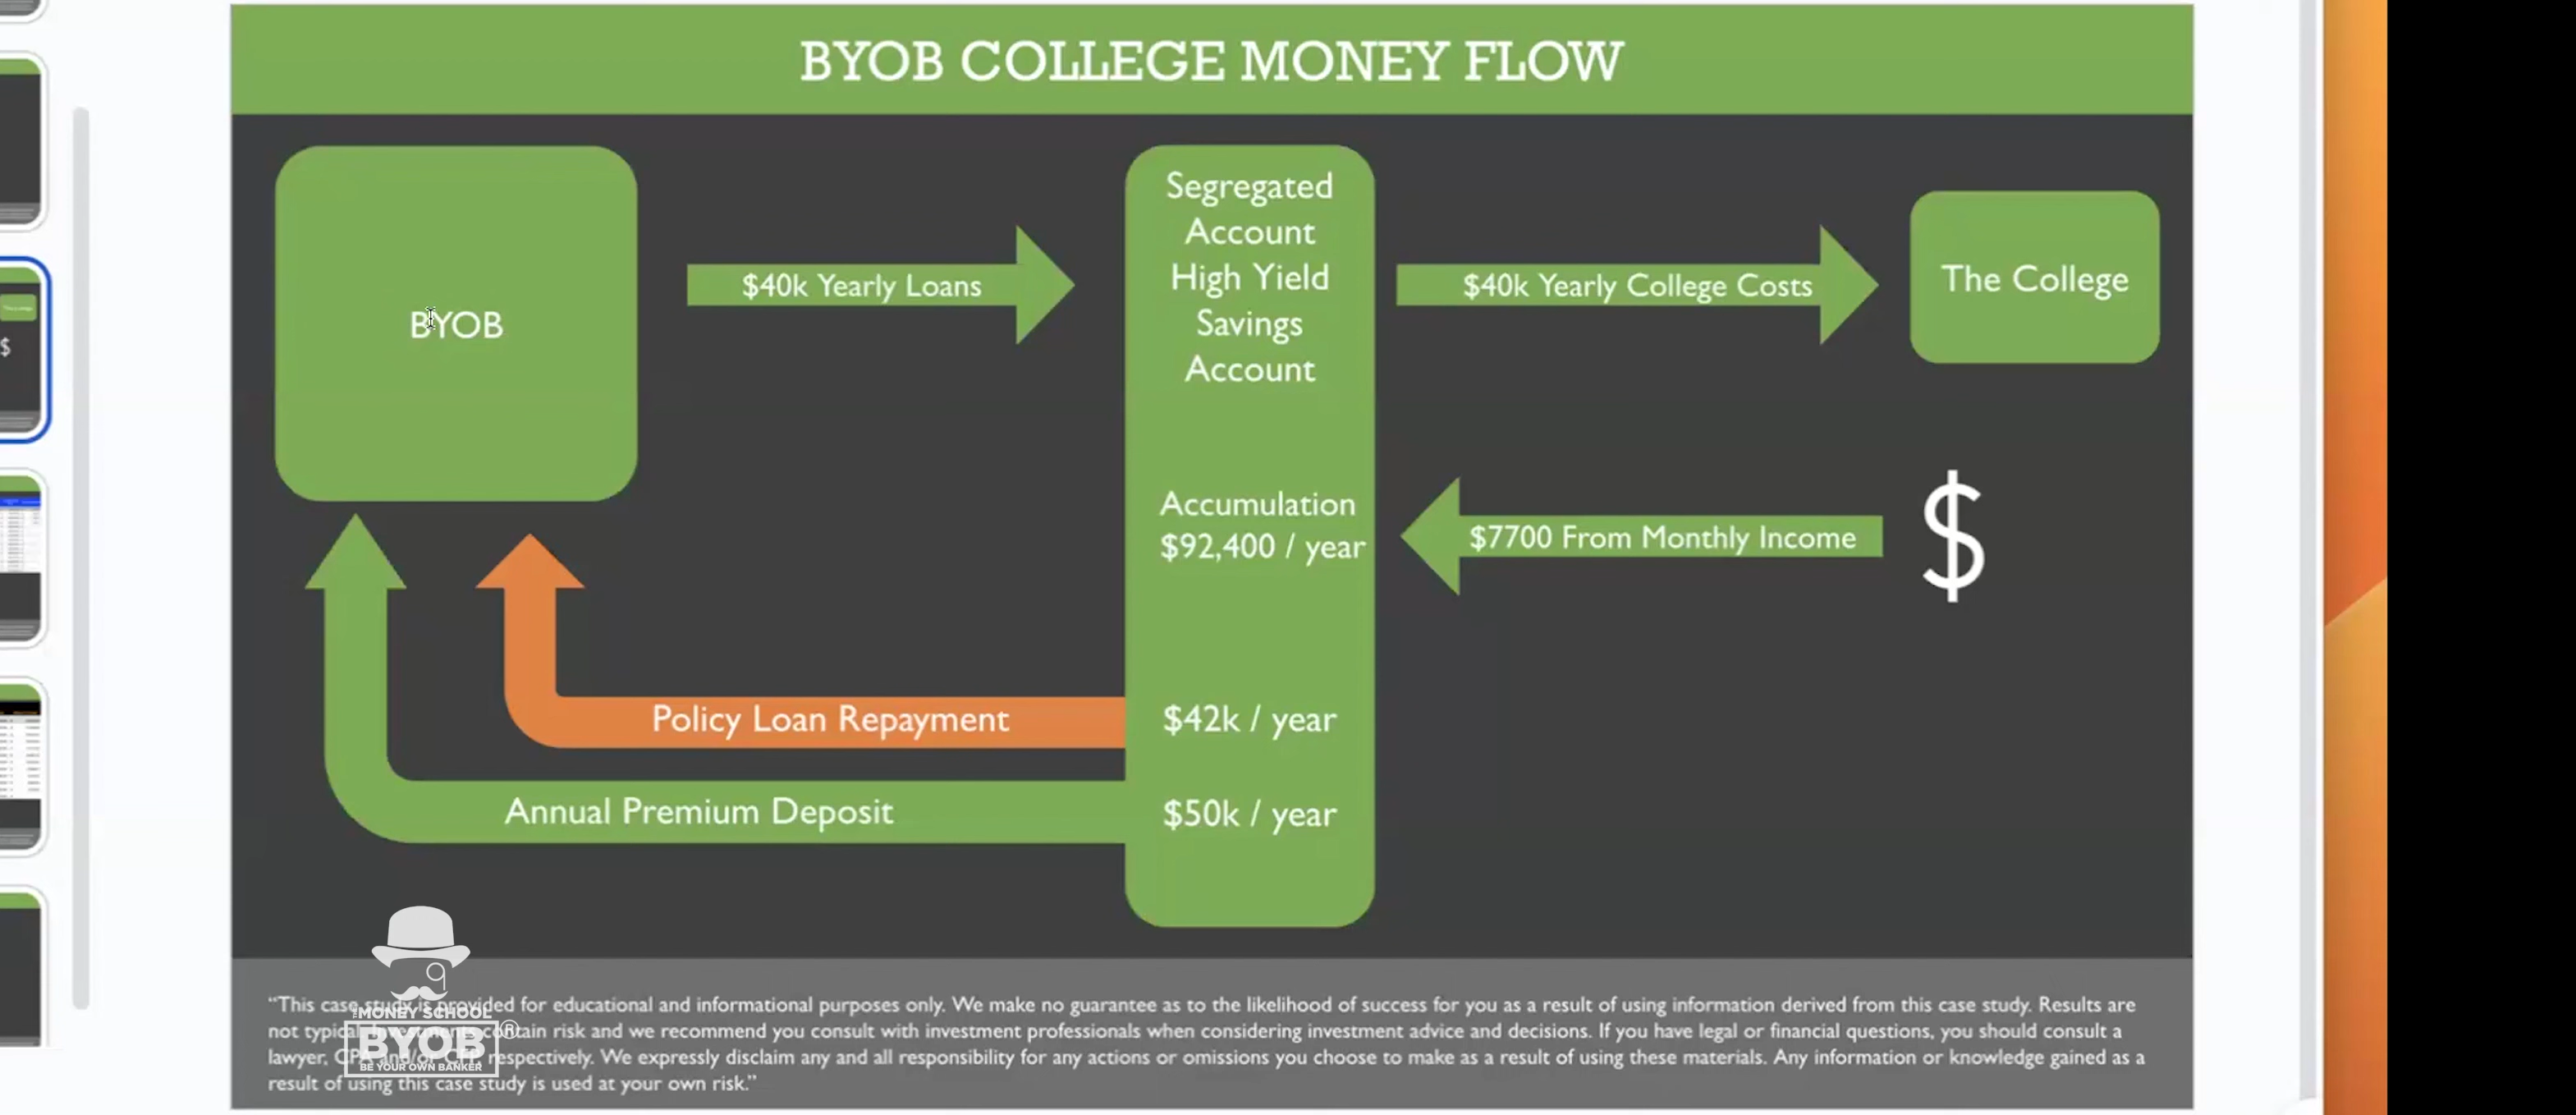 BYOB COLLEGE MONEY FLOW
BYOB
$40k Yearly Loans
Segregated
Account
High Yield
Savings
Account
$40k Yearly College Costs
The College
$
Accumulation
$92,400 / year
$7700 From Monthly Income
$
Policy Loan Repayment
$42k / year
Annual Premium Deposit
$50k / year
“This case study is provided for educational and informational purposes only. We make no guarantee as to the likelihood of success for you as a result of using information derived from this case study. Results are
not typical. Investments contain risk and we recommend you consult with investment professionals when considering investment advice and decisions. If you have legal or financial questions, you should consult a
lawyer, CPA and/or respectively. We expressly disclaim any and all responsibility for any actions or omissions you choose to make as a result of using these materials. Any information or knowledge gained as a
result of using this case study is used at your own risk.”
THE MONEY SCHOOL
BYOB®
BE YOUR OWN BANKER